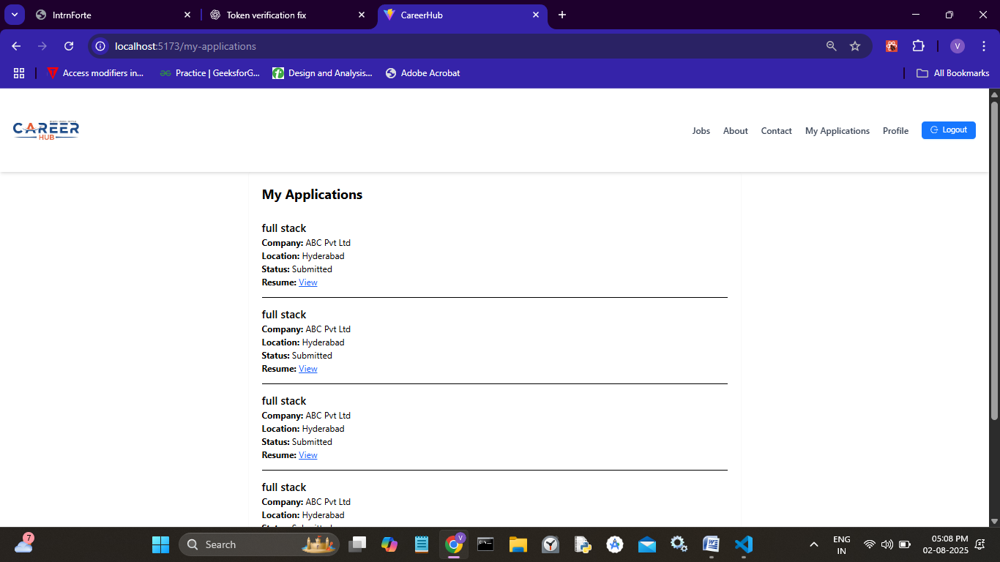 IntrnForte
Token verification fix
CareerHub
localhost:5173/my-applications
V
Access modifiers in...
Practice | GeeksforG...
Design and Analysis...
Adobe Acrobat
All Bookmarks
CAREER
HUB
Jobs
About
Contact
My Applications
Profile
Logout
My Applications
full stack
Company: ABC Pvt Ltd
Location: Hyderabad
Status: Submitted
Resume: View
full stack
Company: ABC Pvt Ltd
Location: Hyderabad
Status: Submitted
Resume: View
full stack
Company: ABC Pvt Ltd
Location: Hyderabad
Status: Submitted
Resume: View
full stack
Company: ABC Pvt Ltd
Location: Hyderabad
Status: Submitted
7
Search
V
ENG
IN
05:08 PM
02-08-2025